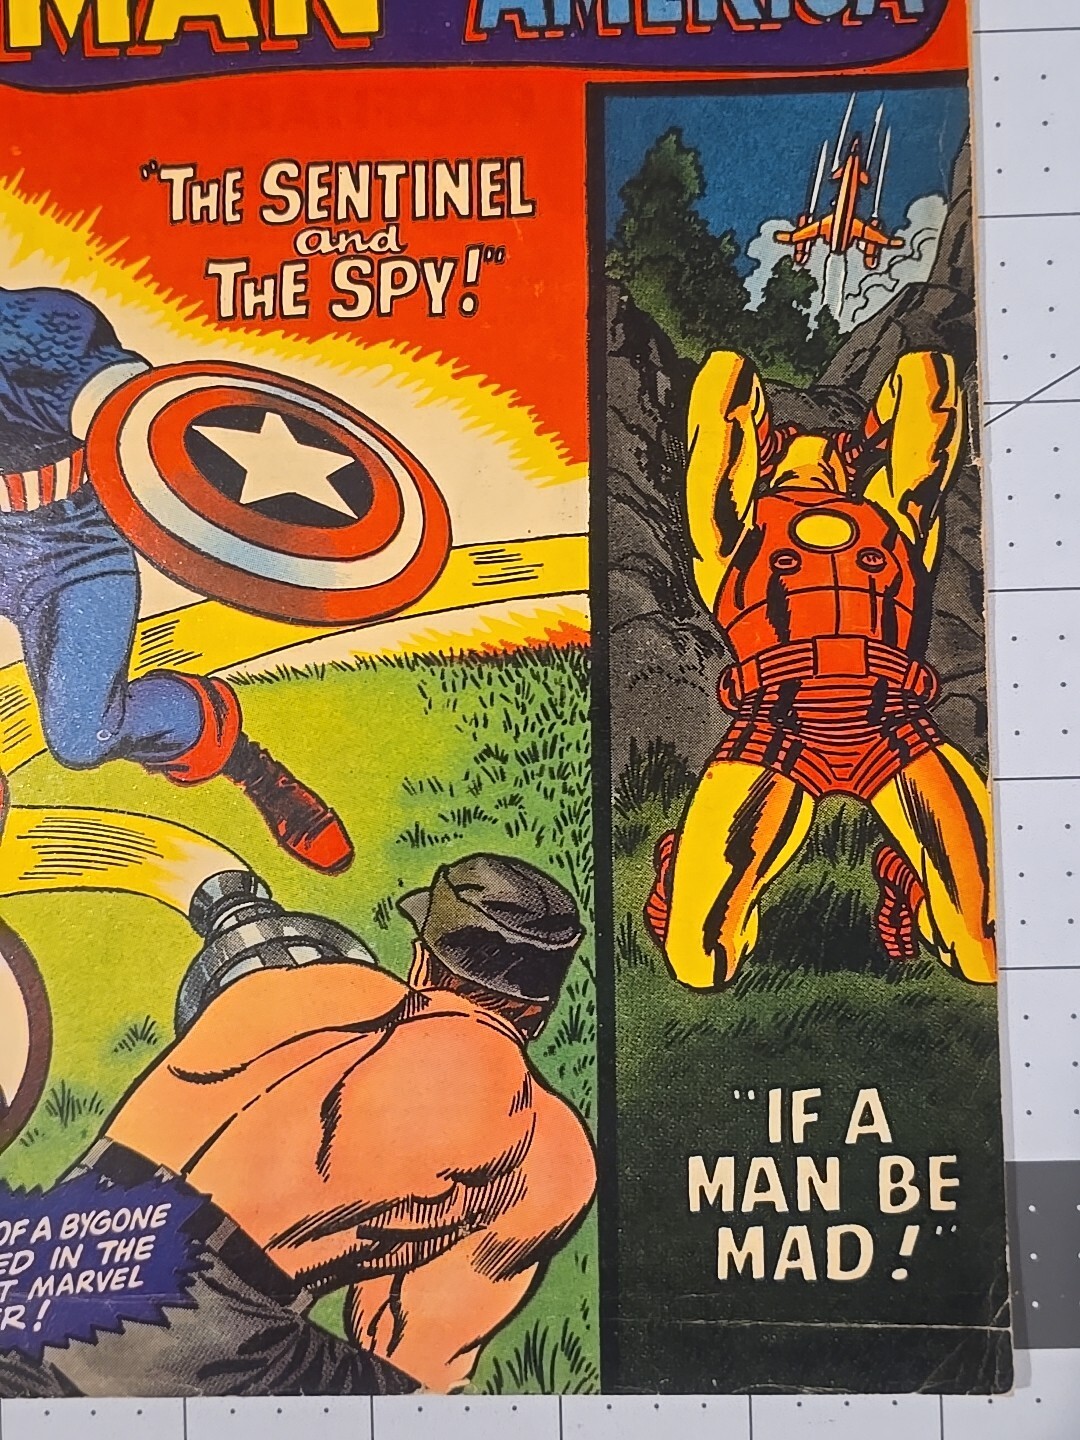 MAN AMERICA
"THE SENTINEL
and
THE SPY!"
"IF A
MAN BE
MAD!"
OF A BYGONE
ED IN THE
T MARVEL
R!